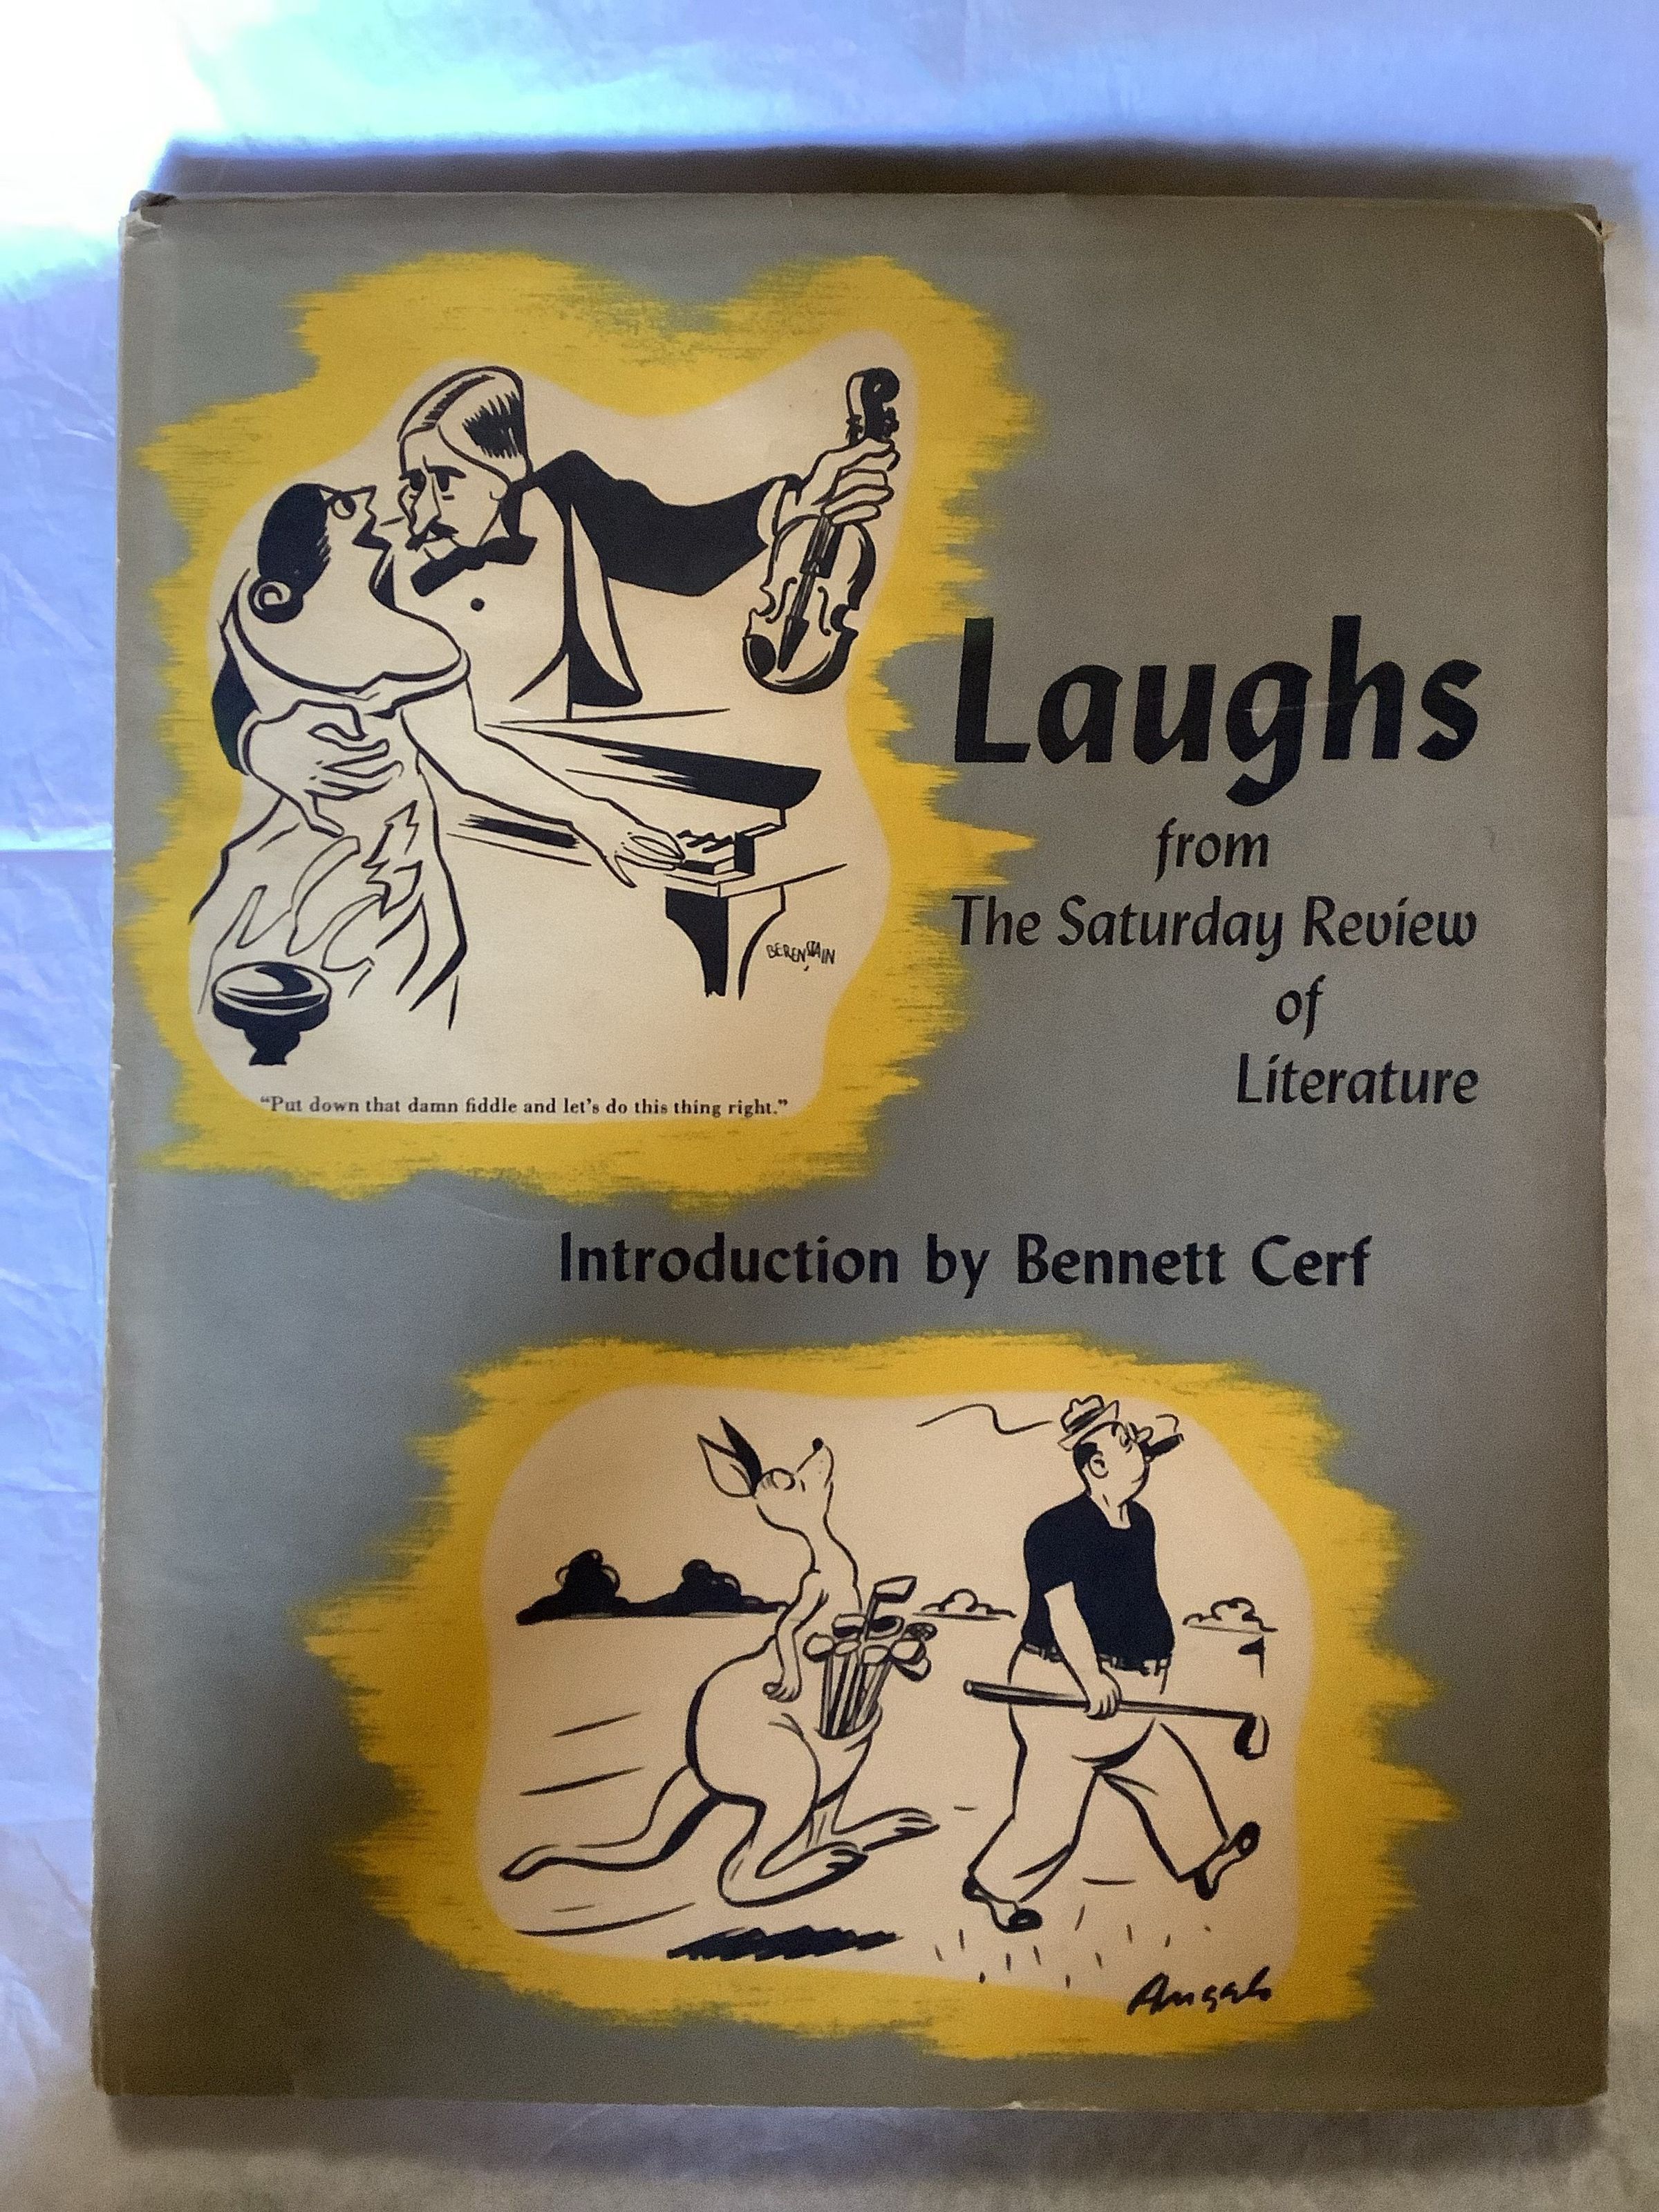 BERENSTAIN
"Put down that damn fiddle and let's do this thing right."
Laughs
from
The Saturday Review
of
Literature
Introduction by Bennett Cerf
Angelo